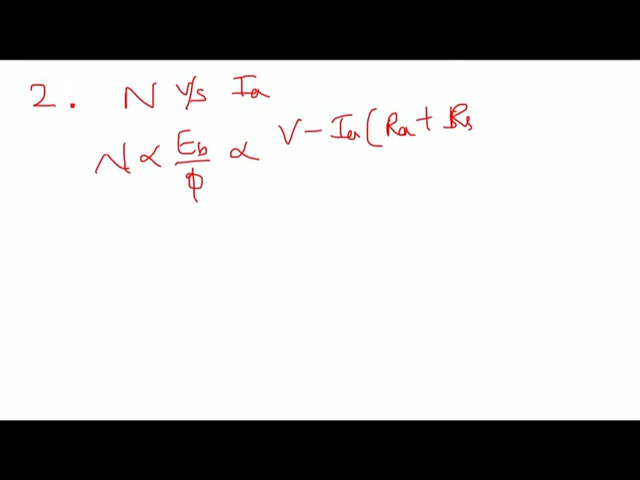 2. N v/s Ia
N ∝ Eb/ϕ ∝ V - Ia(Ra + Rs